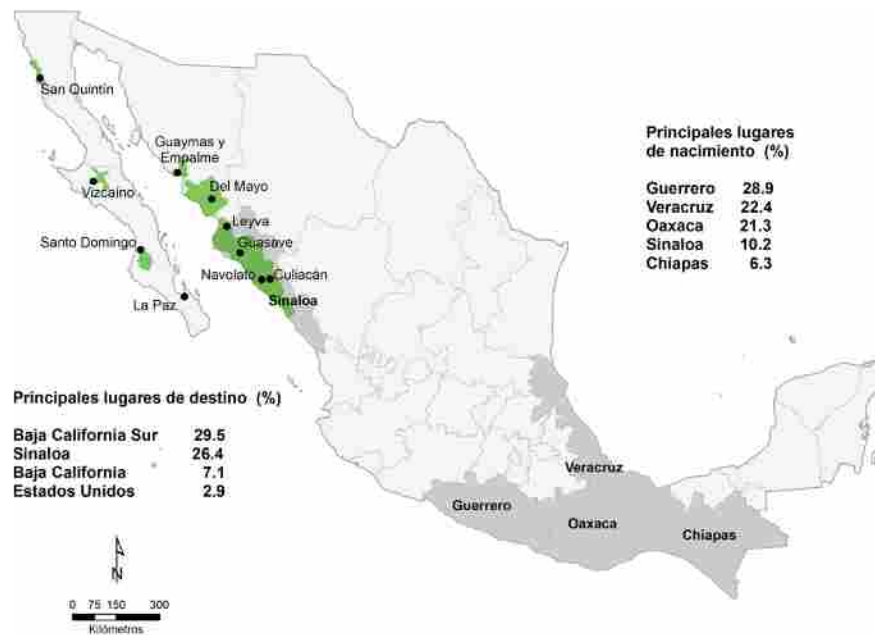 San Quintín
Guaymas y
Empalme
Vizcaíno
Del Mayo
Leyva
Santo Domingo
Guasave
Navolato
Culiacán
Sinaloa
La Paz
Principales lugares
de nacimiento (%)
Guerrero 28.9
Veracruz 22.4
Oaxaca 21.3
Sinaloa 10.2
Chiapas 6.3
Principales lugares de destino (%)
Baja California Sur 29.5
Sinaloa 26.4
Baja California 7.1
Estados Unidos 2.9
Veracruz
Guerrero
Oaxaca
Chiapas
N
0 75 150 300
Kilómetros